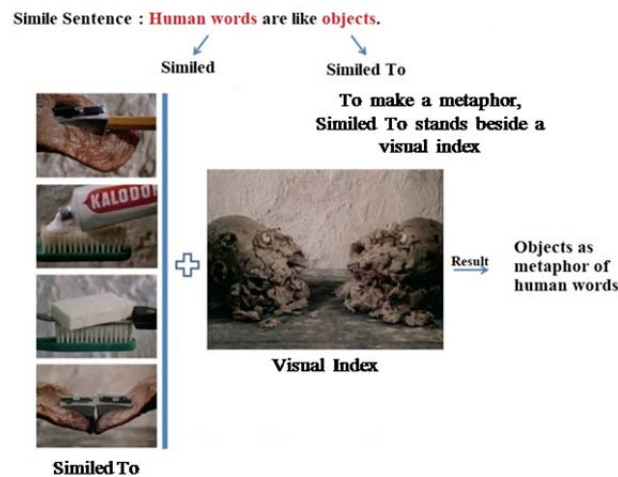 Simile Sentence : Human words are like objects.
Similed
Similed To
To make a metaphor,
Similed To stands beside a
visual index
KALODON
Result
Objects as
metaphor of
human words
Visual Index
Similed To